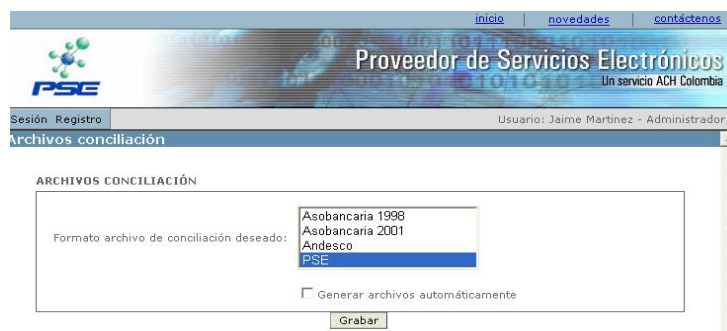 inicio | novedades | contáctenos
PSE
Proveedor de Servicios Electrónicos
Un servicio ACH Colombia
Sesión Registro
Usuario: Jaime Martinez - Administrador
Archivos conciliación
ARCHIVOS CONCILIACIÓN
Formato archivo de conciliación deseado:
Asobancaria 1998
Asobancaria 2001
Andesco
PSE
Generar archivos automáticamente
Grabar